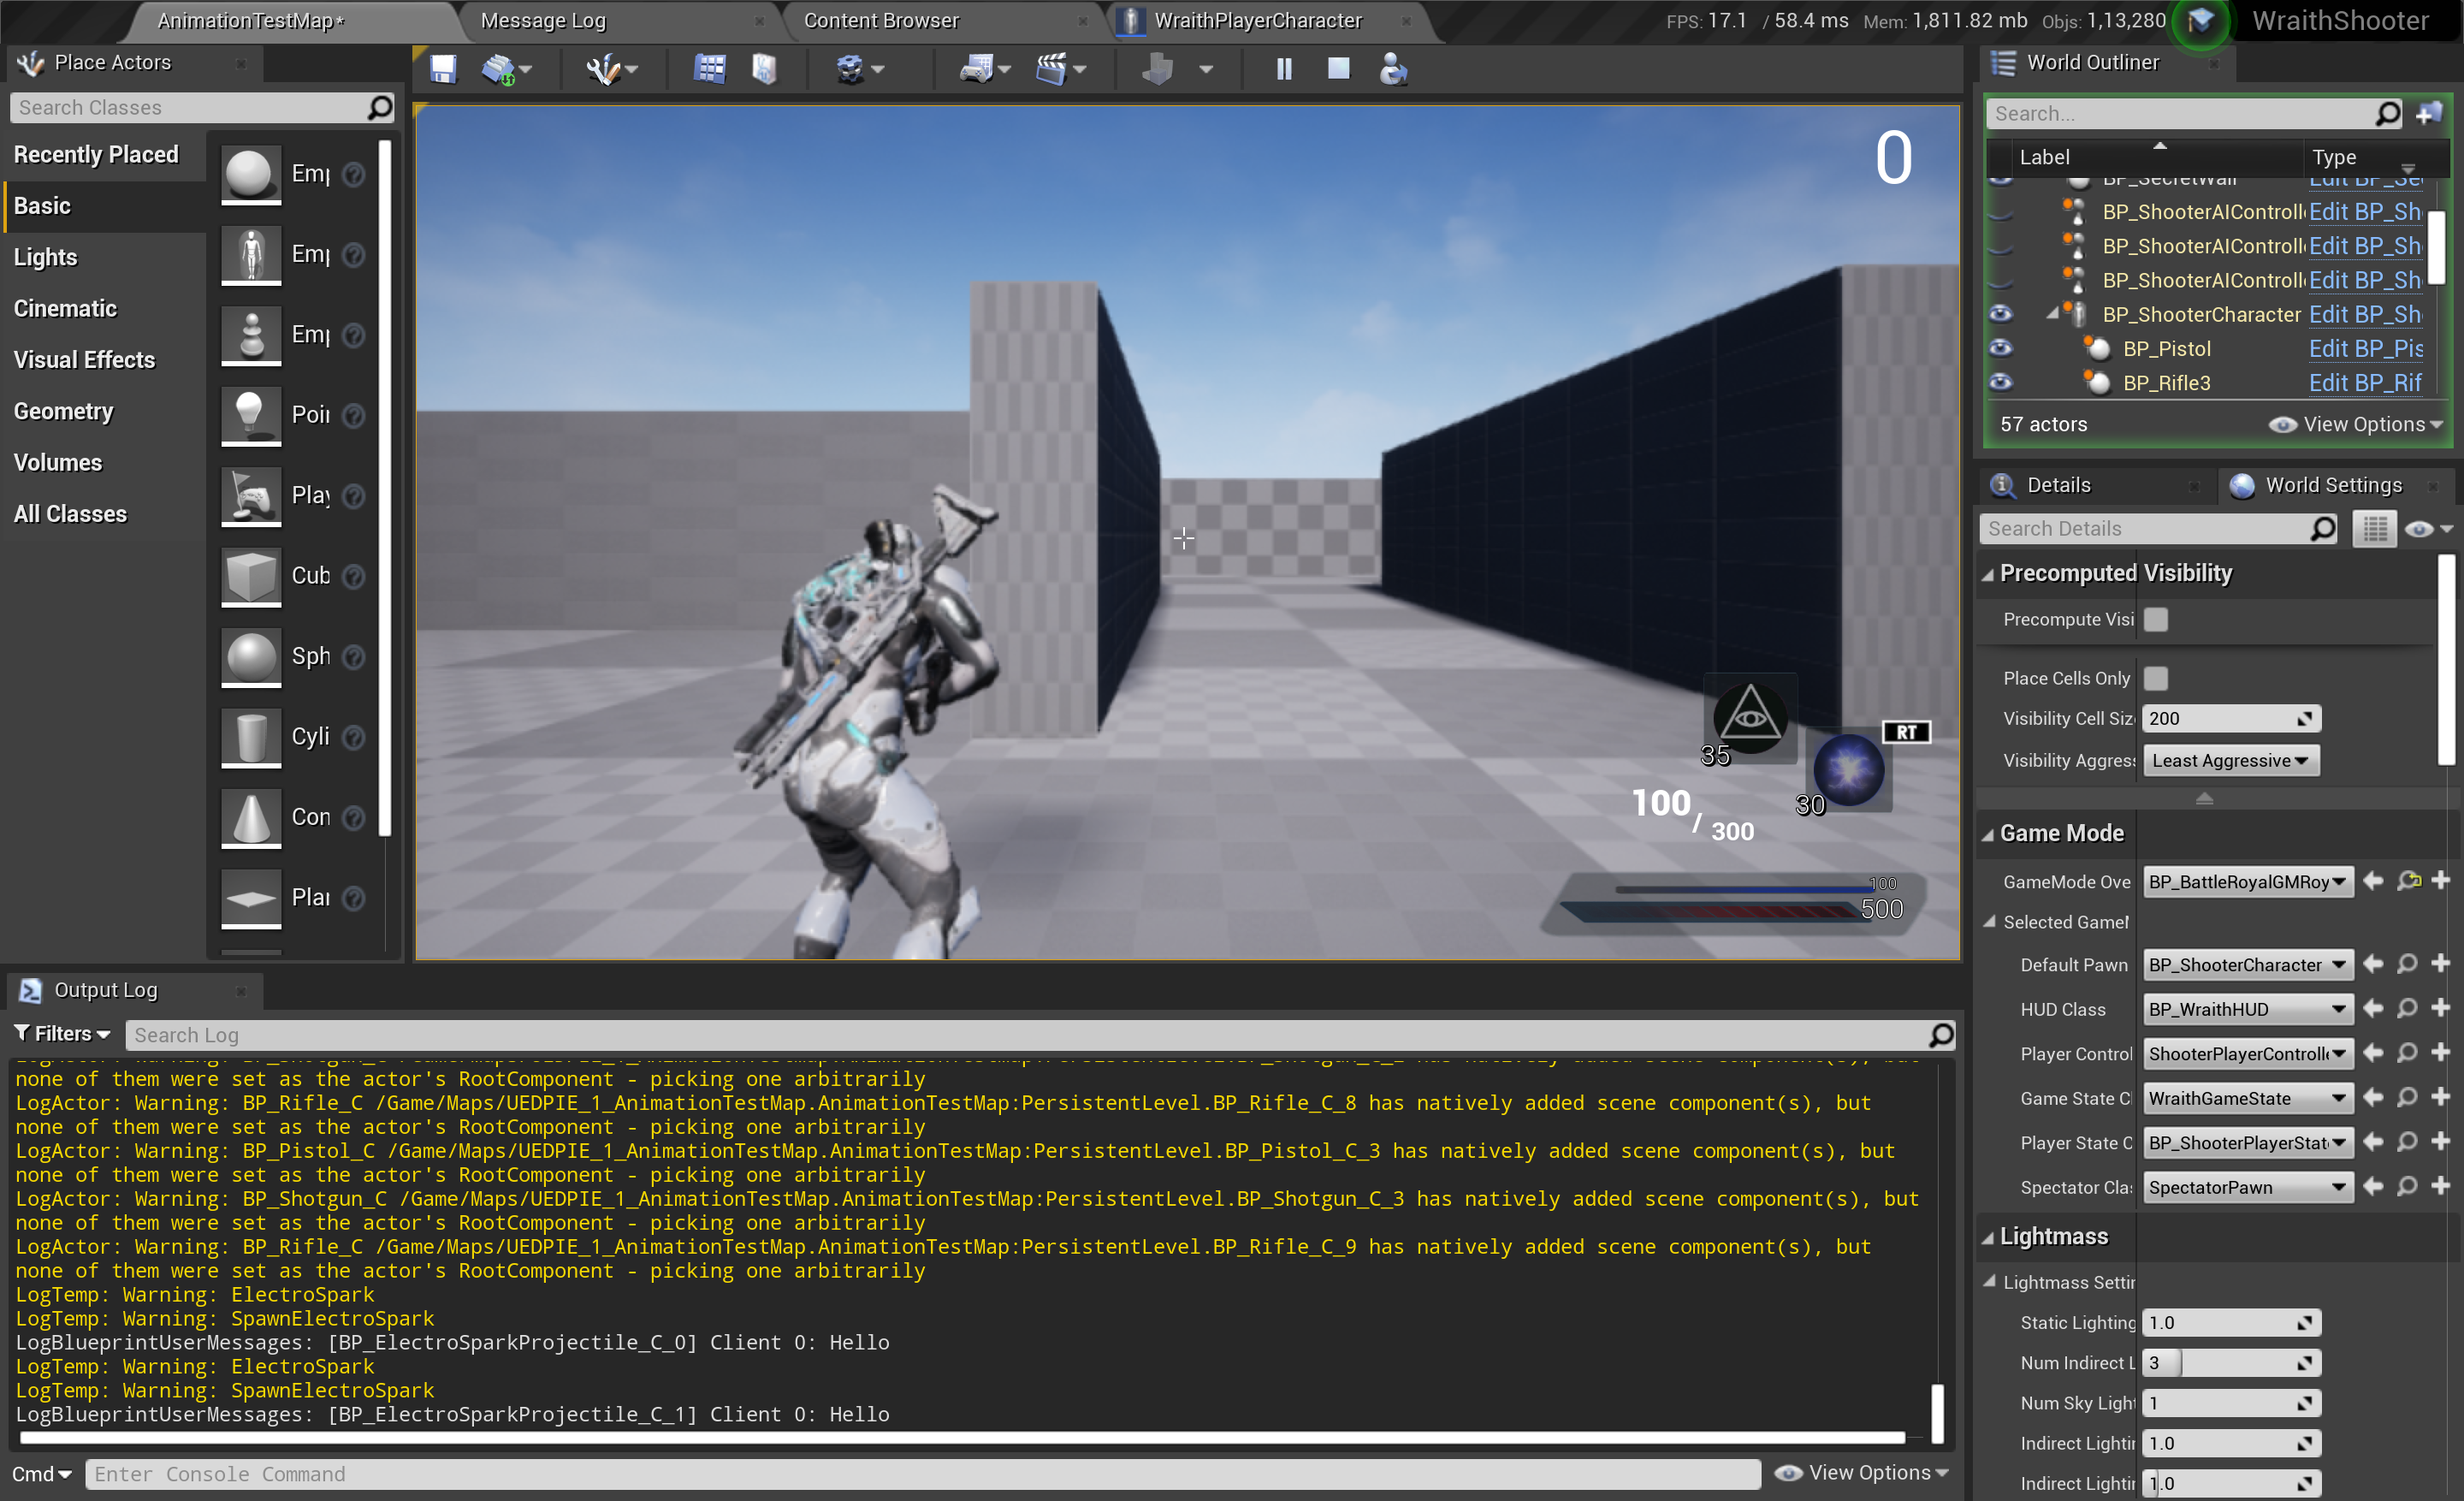 AnimationTestMap*
Message Log
Content Browser
WraithPlayerCharacter
FPS: 17.1 / 58.4 ms Mem: 1,811.82 mb Objs: 1,13,280
WraithShooter
Place Actors
Search Classes
Recently Placed
Basic
Lights
Cinematic
Visual Effects
Geometry
Volumes
All Classes
Emp
Emp
Emp
Poin
Play
Cub
Sph
Cyli
Con
Plan
0
35
RT
30
100/300
100
500
World Outliner
Search...
Label
Type
BP_SecretWall
BP_ShooterAIControlle Edit BP_Sh
BP_ShooterAIControlle Edit BP_Sh
BP_ShooterAIControlle Edit BP_Sh
BP_ShooterCharacter Edit BP_Sh
BP_Pistol Edit BP_Pis
BP_Rifle3 Edit BP_Rif
57 actors
View Options
Details
World Settings
Search Details
Precomputed Visibility
Precompute Visi
Place Cells Only
Visibility Cell Siz 200
Visibility Aggres Least Aggressive
Game Mode
GameMode Ove BP_BattleRoyalGMRoy
Selected GameM
Default Pawn BP_ShooterCharacter
HUD Class BP_WraithHUD
Player Control ShooterPlayerControlle
Game State C WraithGameState
Player State C BP_ShooterPlayerStat
Spectator Cla SpectatorPawn
Lightmass
Lightmass Settin
Static Lighting 1.0
Num Indirect L 3
Num Sky Light 1
Indirect Lightin 1.0
Indirect Lightin 1.0
Output Log
Filters
Search Log
none of them were set as the actor's RootComponent - picking one arbitrarily
LogActor: Warning: BP_Rifle_C /Game/Maps/UEDPIE_1_AnimationTestMap.AnimationTestMap:PersistentLevel.BP_Rifle_C_8 has natively added scene component(s), but
none of them were set as the actor's RootComponent - picking one arbitrarily
LogActor: Warning: BP_Pistol_C /Game/Maps/UEDPIE_1_AnimationTestMap.AnimationTestMap:PersistentLevel.BP_Pistol_C_3 has natively added scene component(s), but
none of them were set as the actor's RootComponent - picking one arbitrarily
LogActor: Warning: BP_Shotgun_C /Game/Maps/UEDPIE_1_AnimationTestMap.AnimationTestMap:PersistentLevel.BP_Shotgun_C_3 has natively added scene component(s), but
none of them were set as the actor's RootComponent - picking one arbitrarily
LogActor: Warning: BP_Rifle_C /Game/Maps/UEDPIE_1_AnimationTestMap.AnimationTestMap:PersistentLevel.BP_Rifle_C_9 has natively added scene component(s), but
none of them were set as the actor's RootComponent - picking one arbitrarily
LogTemp: Warning: ElectroSpark
LogTemp: Warning: SpawnElectroSpark
LogBlueprintUserMessages: [BP_ElectroSparkProjectile_C_0] Client 0: Hello
LogTemp: Warning: ElectroSpark
LogTemp: Warning: SpawnElectroSpark
LogBlueprintUserMessages: [BP_ElectroSparkProjectile_C_1] Client 0: Hello
Cmd
Enter Console Command
View Options